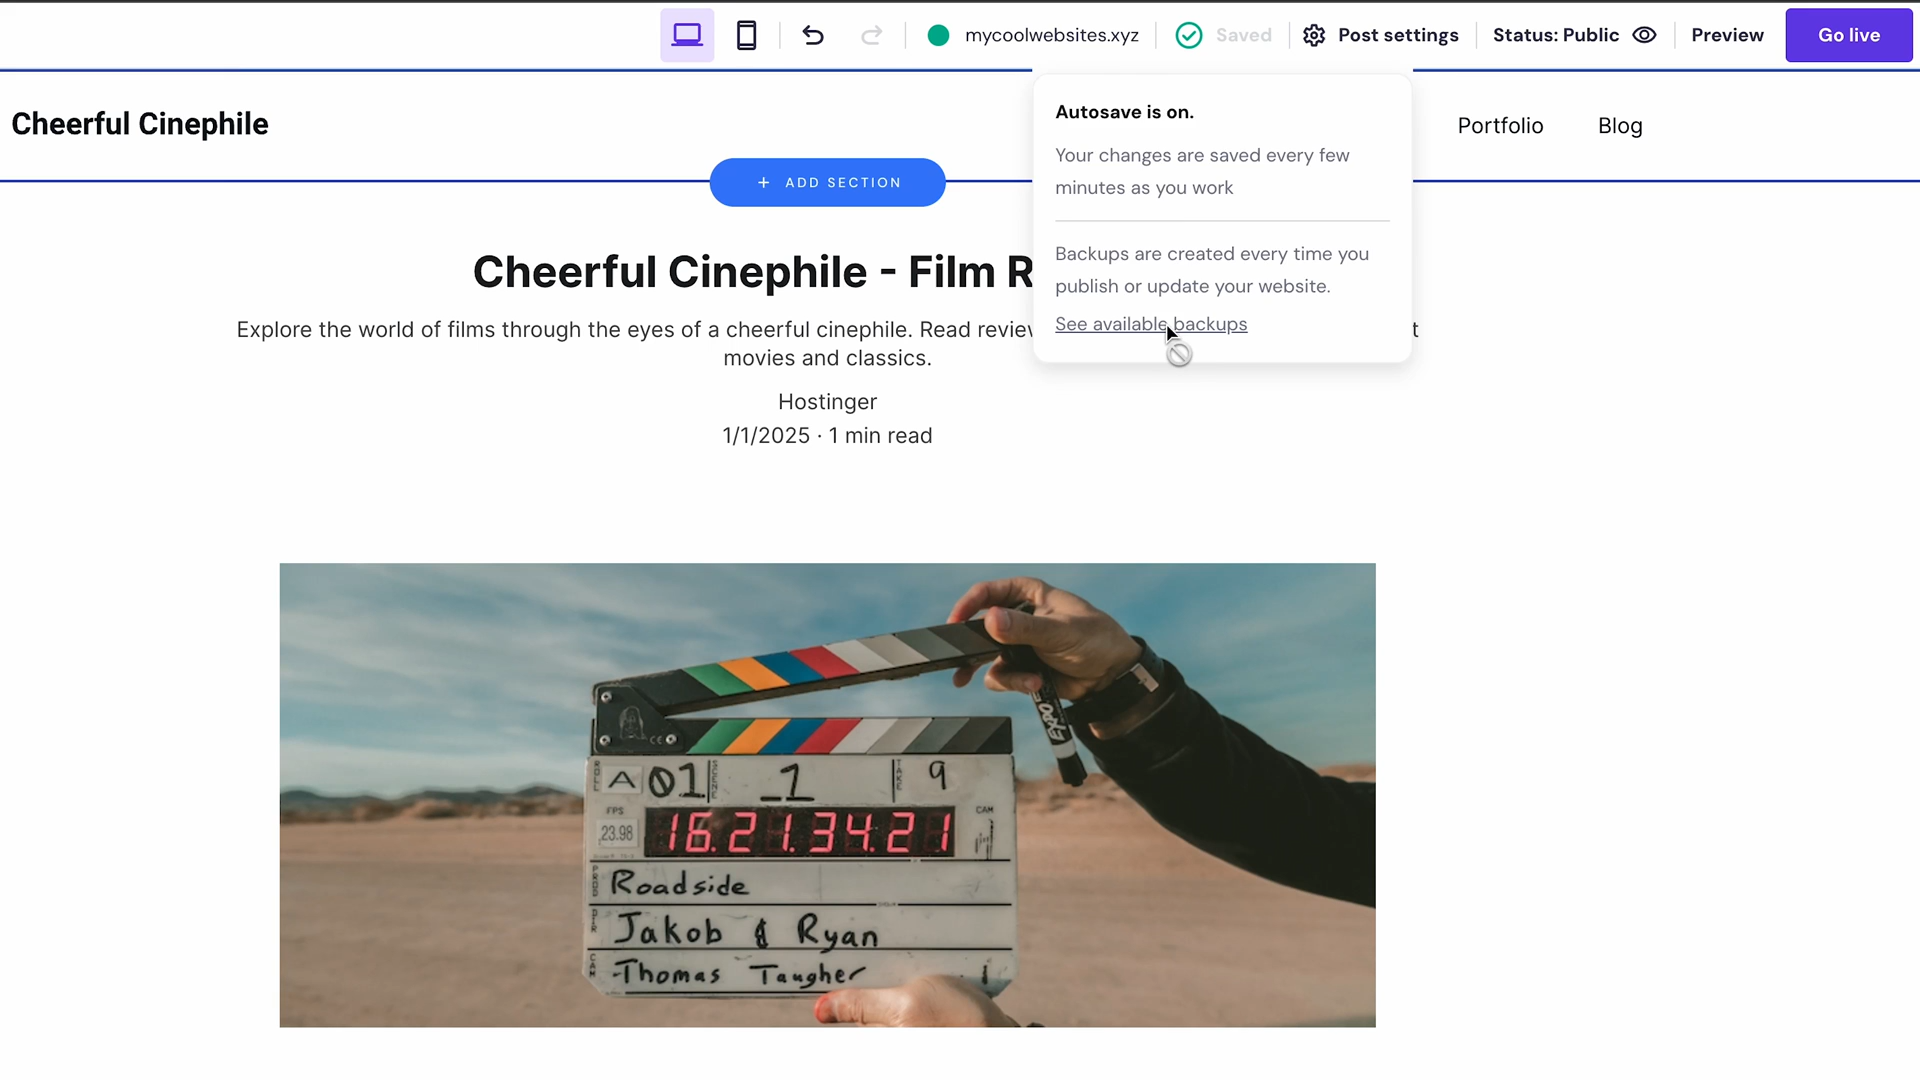 mycoolwebsites.xyz
Saved
Post settings
Status: Public
Preview
Go live
Cheerful Cinephile
Portfolio
Blog
Autosave is on.
Your changes are saved every few
minutes as you work
Backups are created every time you
publish or update your website.
See available backups
+ ADD SECTION
Cheerful Cinephile - Film R
Explore the world of films through the eyes of a cheerful cinephile. Read review
movies and classics.
Hostinger
1/1/2025 · 1 min read
EXPO
A 01 1 9
FPS
CAM
23.98
16.21.34.21
Roadside
Jakob & Ryan
Thomas Taugher